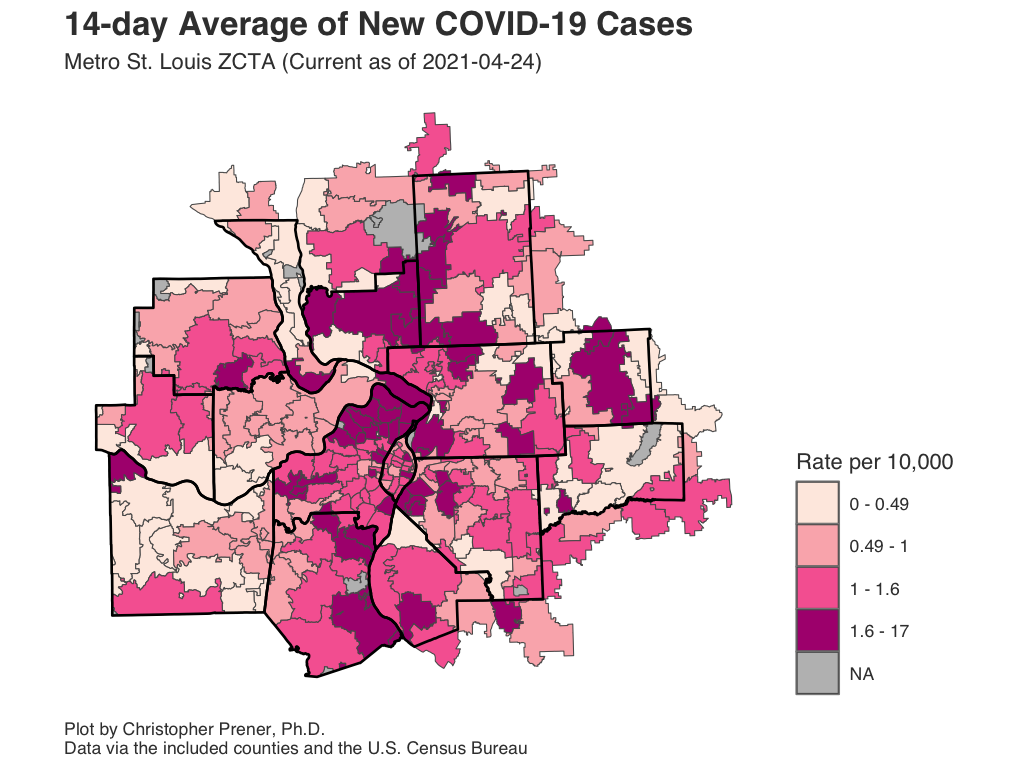 14-day Average of New COVID-19 Cases
Metro St. Louis ZCTA (Current as of 2021-04-24)
Rate per 10,000
0 - 0.49
0.49 - 1
1 - 1.6
1.6 - 17
NA
Plot by Christopher Prener, Ph.D.
Data via the included counties and the U.S. Census Bureau